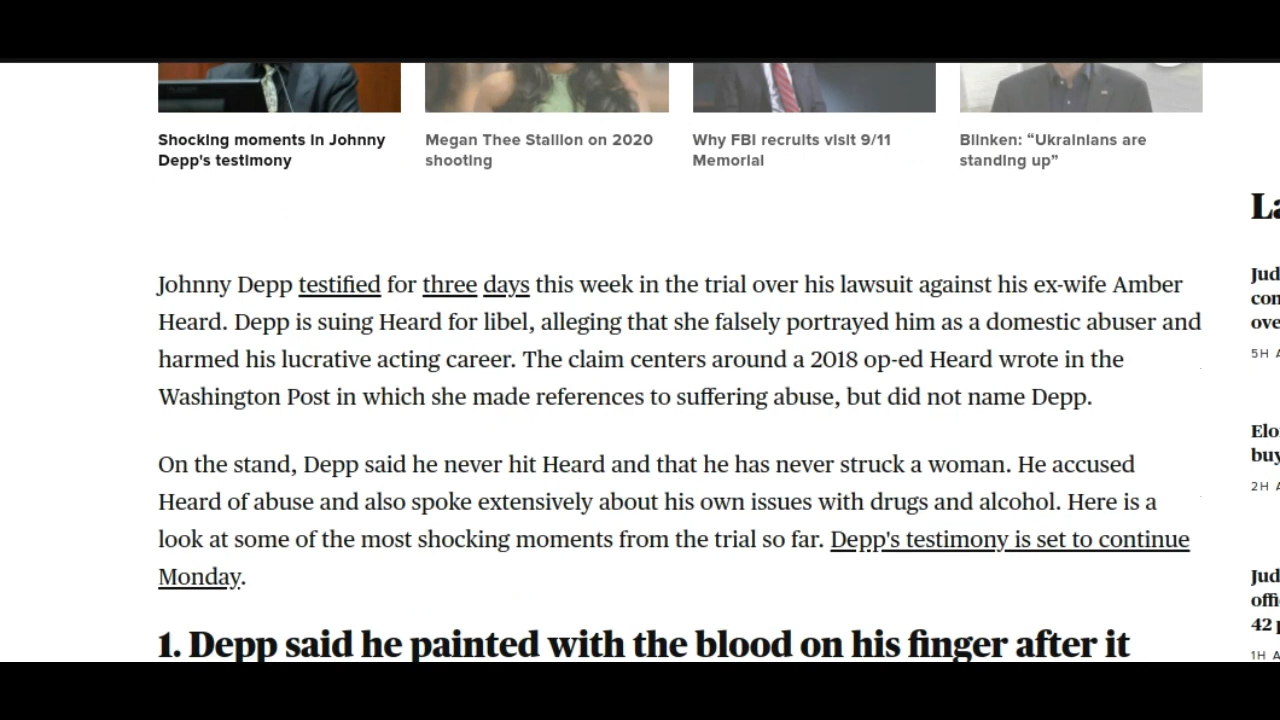 Shocking moments in Johnny
Depp's testimony
Megan Thee Stallion on 2020
shooting
Why FBI recruits visit 9/11
Memorial
Blinken: “Ukrainians are
standing up”
Johnny Depp testified for three days this week in the trial over his lawsuit against his ex-wife Amber
Heard. Depp is suing Heard for libel, alleging that she falsely portrayed him as a domestic abuser and
harmed his lucrative acting career. The claim centers around a 2018 op-ed Heard wrote in the
Washington Post in which she made references to suffering abuse, but did not name Depp.
On the stand, Depp said he never hit Heard and that he has never struck a woman. He accused
Heard of abuse and also spoke extensively about his own issues with drugs and alcohol. Here is a
look at some of the most shocking moments from the trial so far. Depp's testimony is set to continue
Monday.
1. Depp said he painted with the blood on his finger after it
La
Jud
con
ove
5H A
Elo
buy
2H A
Jud
offi
42 p
1H A